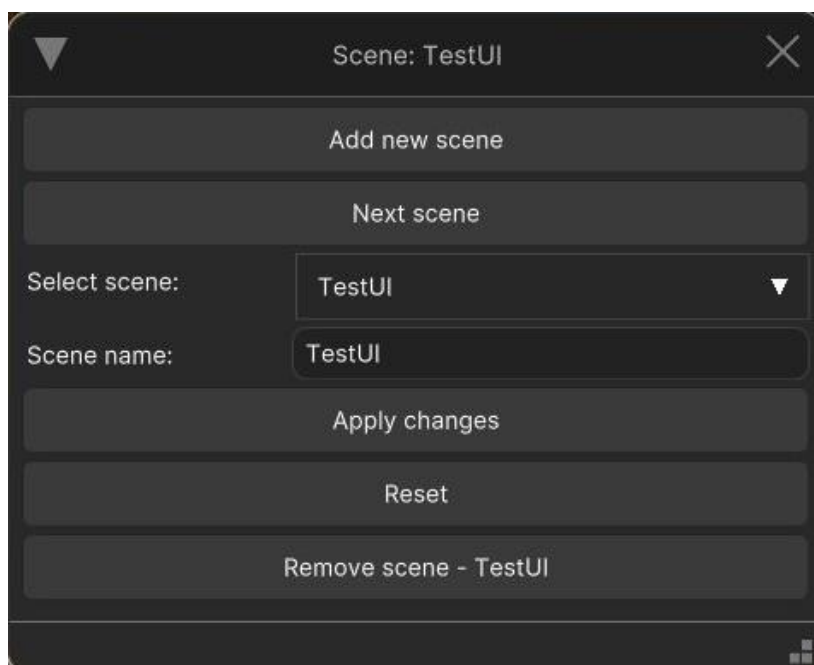 Scene: TestUI
Add new scene
Next scene
Select scene: TestUI
Scene name: TestUI
Apply changes
Reset
Remove scene - TestUI